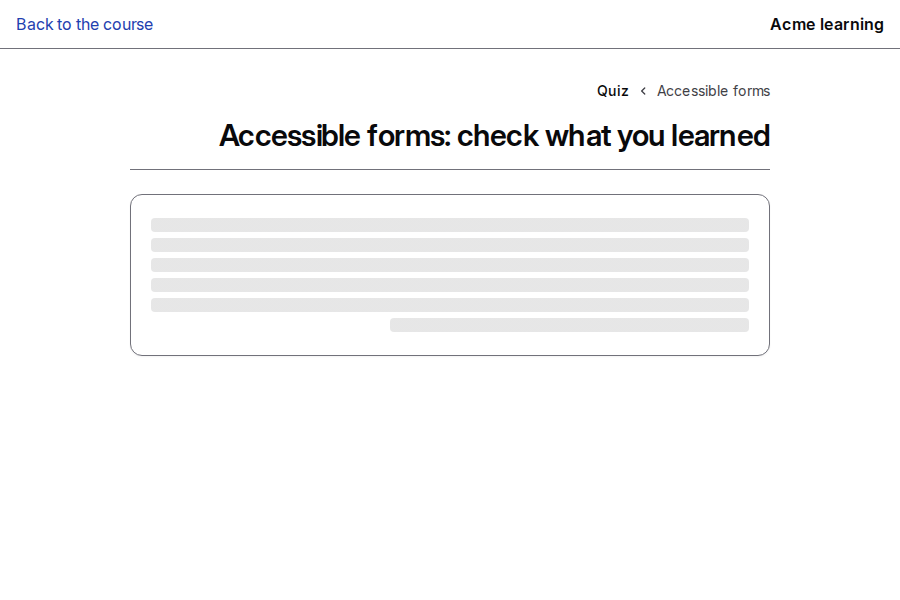 Acme learning
Back to the course
Accessible forms › Quiz
Accessible forms: check what you learned